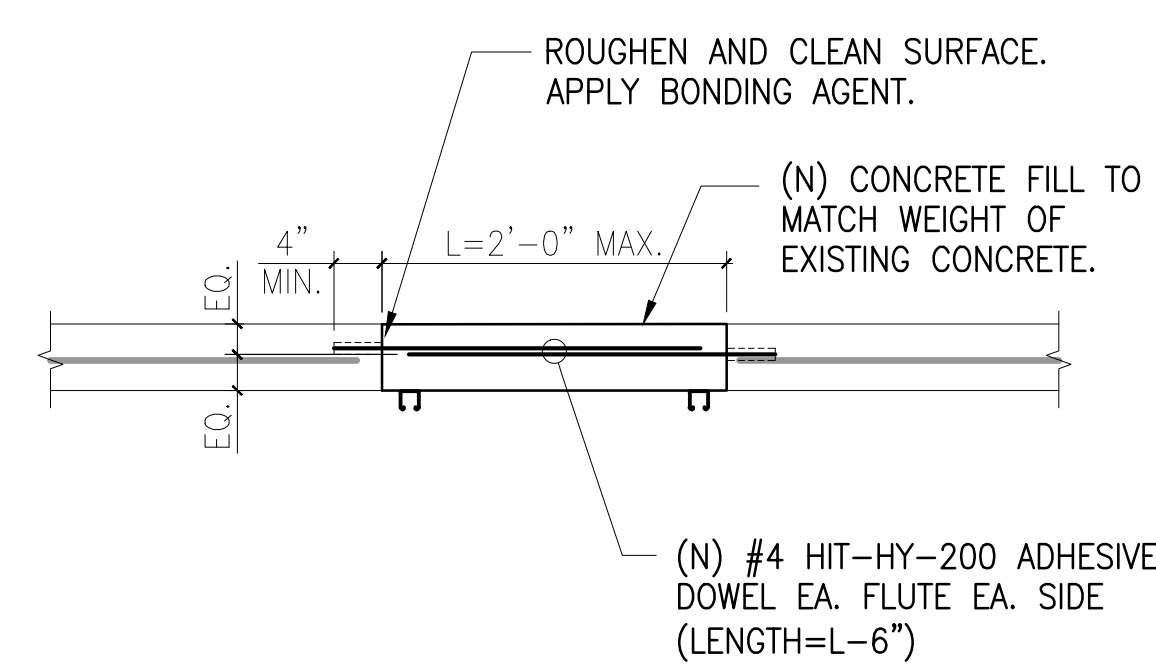 ROUGHEN AND CLEAN SURFACE.
APPLY BONDING AGENT.
(N) CONCRETE FILL TO
MATCH WEIGHT OF
EXISTING CONCRETE.
4"
MIN.
L=2'-0" MAX.
EQ.
EQ.
(N) #4 HIT-HY-200 ADHESIVE
DOWEL EA. FLUTE EA. SIDE
(LENGTH=L-6")